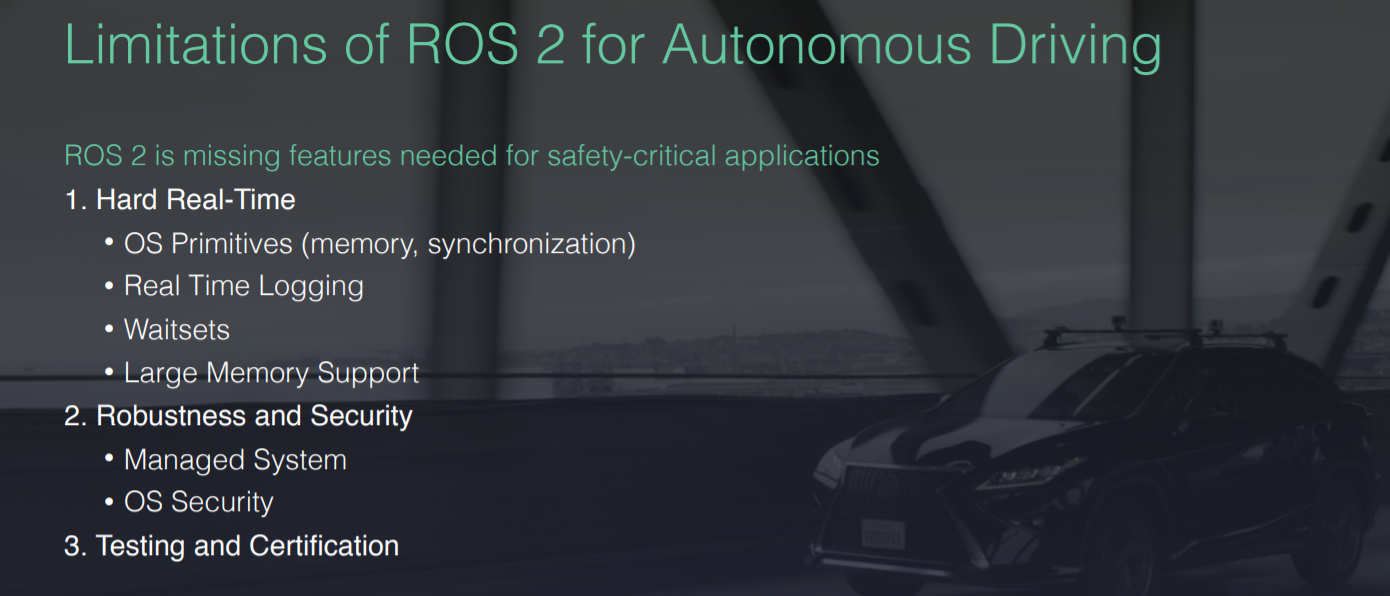 Limitations of ROS 2 for Autonomous Driving
ROS 2 is missing features needed for safety-critical applications
1. Hard Real-Time
• OS Primitives (memory, synchronization)
• Real Time Logging
• Waitsets
• Large Memory Support
2. Robustness and Security
• Managed System
• OS Security
3. Testing and Certification